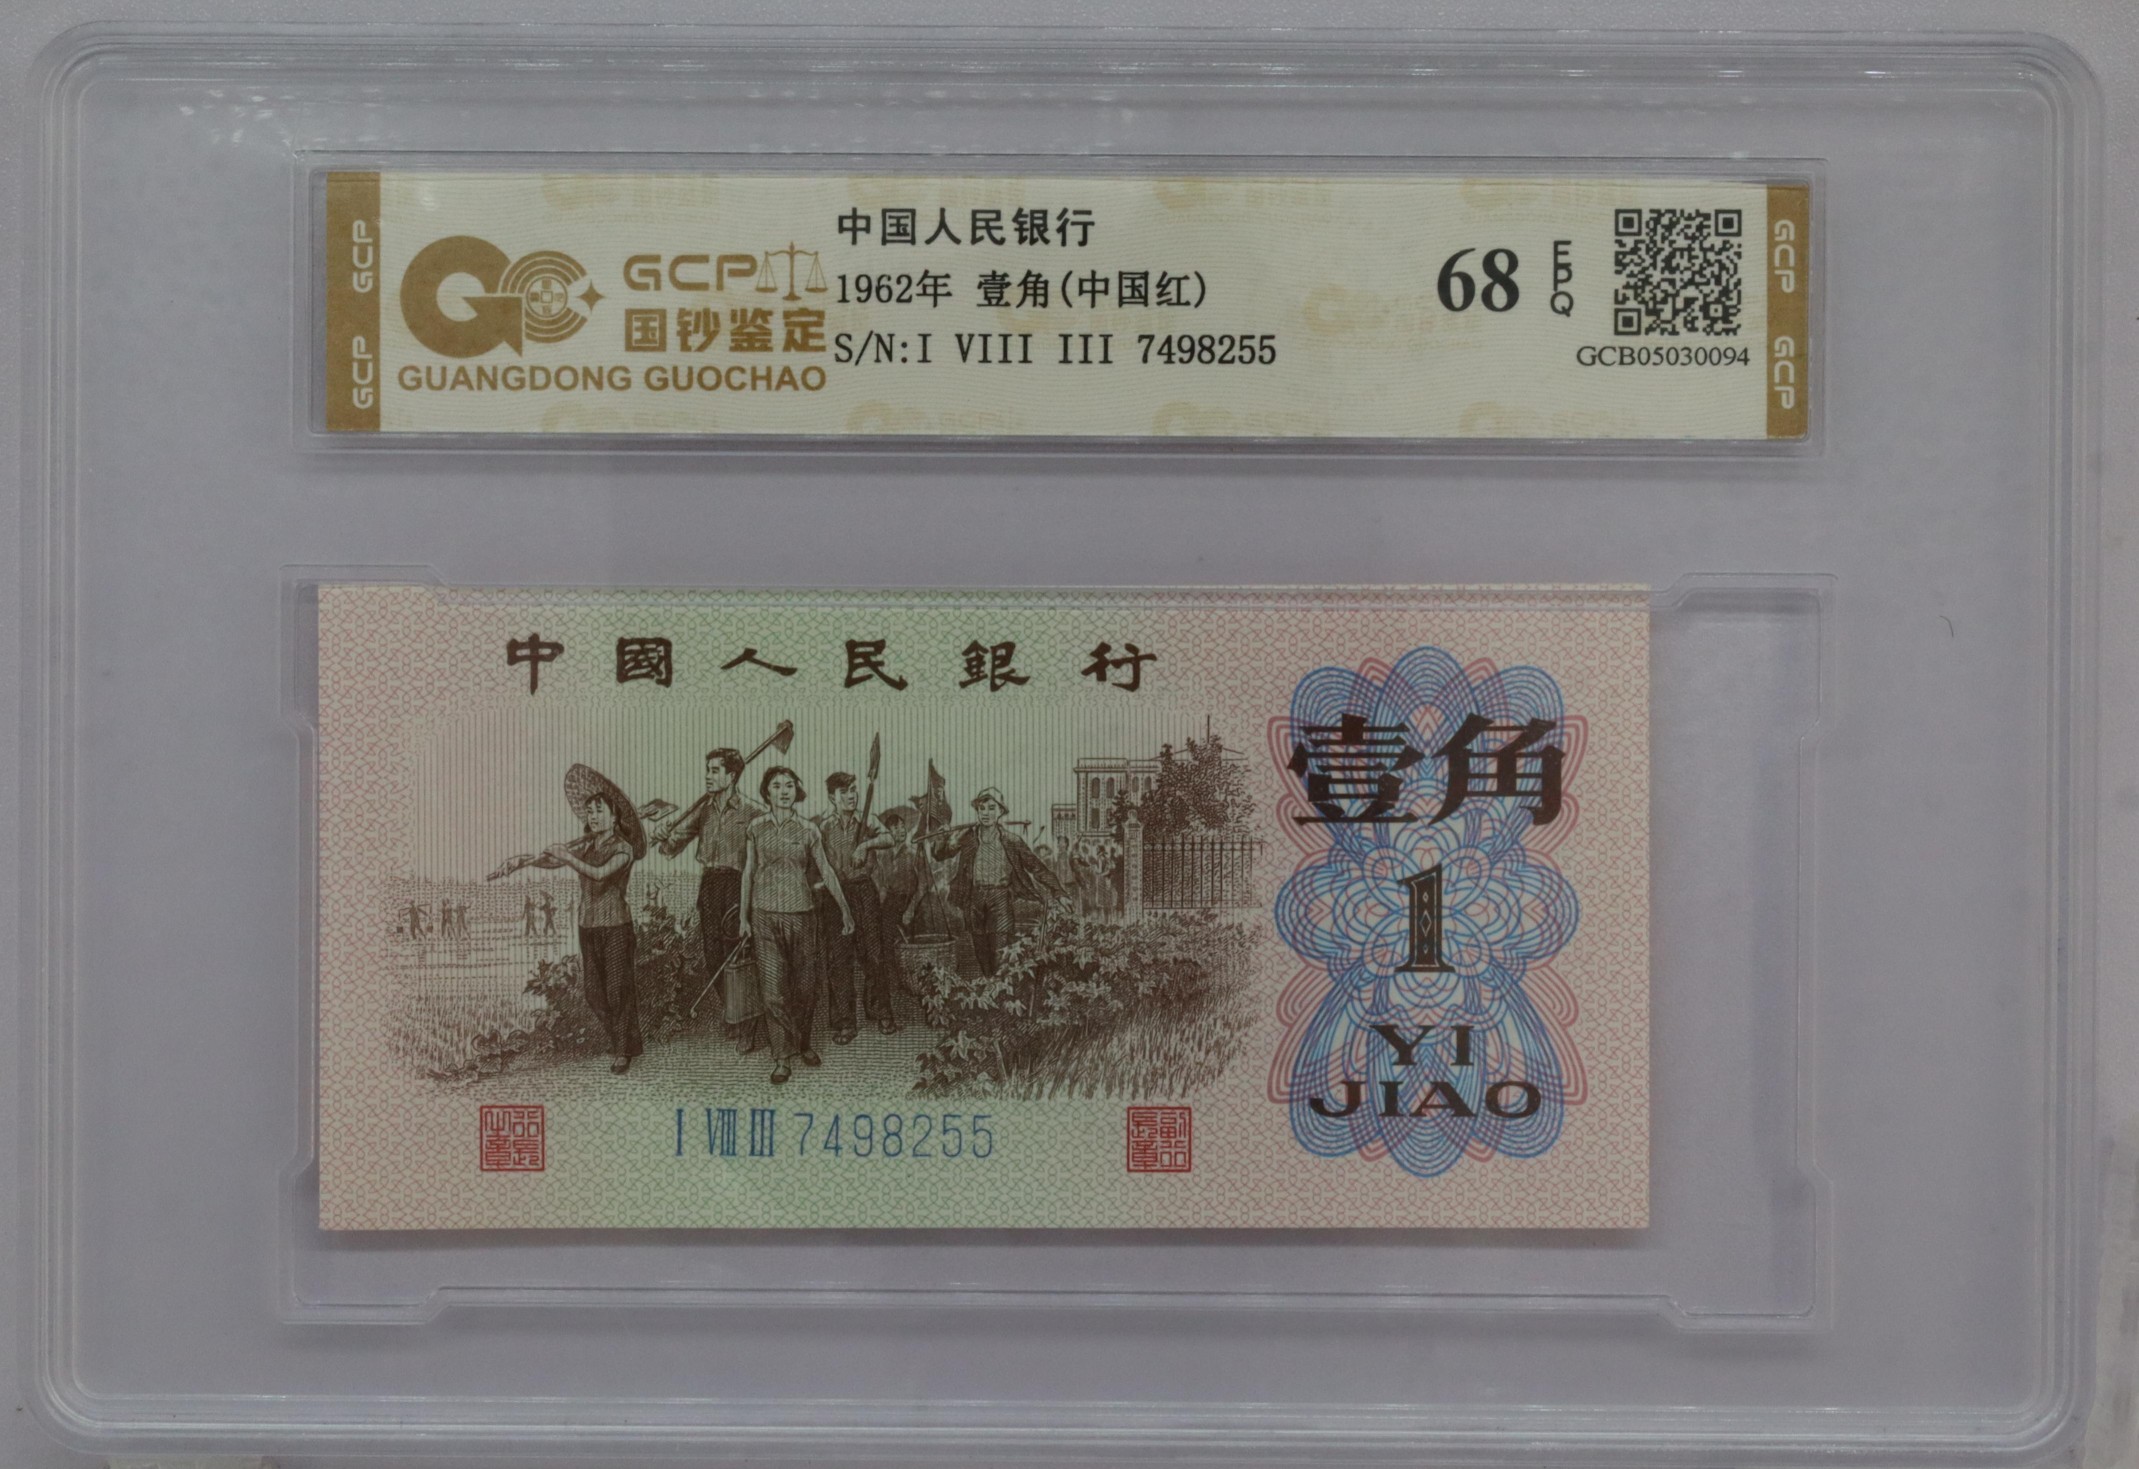 GCP GCP
GCP
国钞鉴定
GUANGDONG GUOCHAO
中国人民银行
1962年 壹角(中国红)
S/N:I VIII III 7498255
68 EPQ
GCB05030094
GCP GCP
中國人民銀行
壹角
1
YI
JIAO
I VIII III 7498255